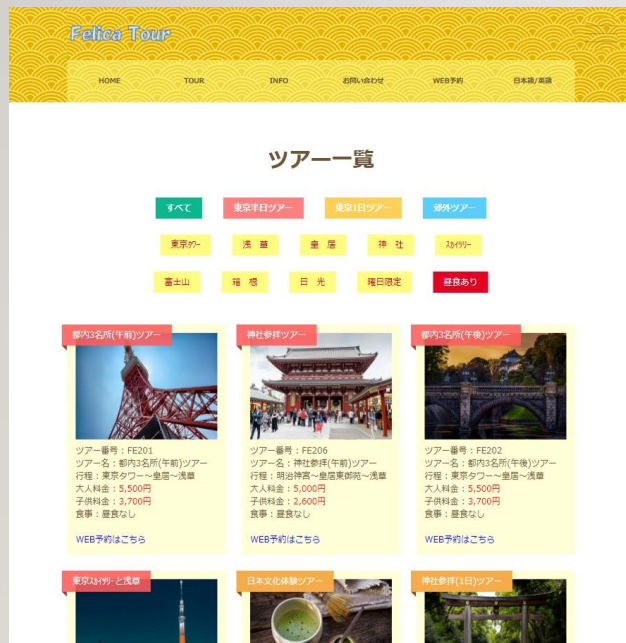 Felica Tour
HOME TOUR INFO お問い合わせ WEB予約 日本語/英語
ツアー一覧
すべて 東京半日ツアー 東京1日ツアー 郊外ツアー
東京ﾀﾜｰ 浅 草 皇 居 神 社 ｽｶｲﾂﾘｰ
富士山 箱 根 日 光 曜日限定 昼食あり
都内3名所(午前)ツアー 神社参拝ツアー 都内3名所(午後)ツアー
ツアー番号：FE201
ツアー名：都内3名所(午前)ツアー
行程：東京タワー～皇居～浅草
大人料金：5,500円
子供料金：3,700円
食事：昼食なし
WEB予約はこちら
ツアー番号：FE206
ツアー名：神社参拝(午前)ツアー
行程：明治神宮～皇居東御苑～浅草
大人料金：5,000円
子供料金：2,600円
食事：昼食なし
WEB予約はこちら
ツアー番号：FE202
ツアー名：都内3名所(午後)ツアー
行程：東京タワー～皇居～浅草
大人料金：5,500円
子供料金：3,700円
食事：昼食なし
WEB予約はこちら
東京ｽｶｲﾂﾘｰと浅草 日本文化体験ツアー 神社参拝(1日)ツアー